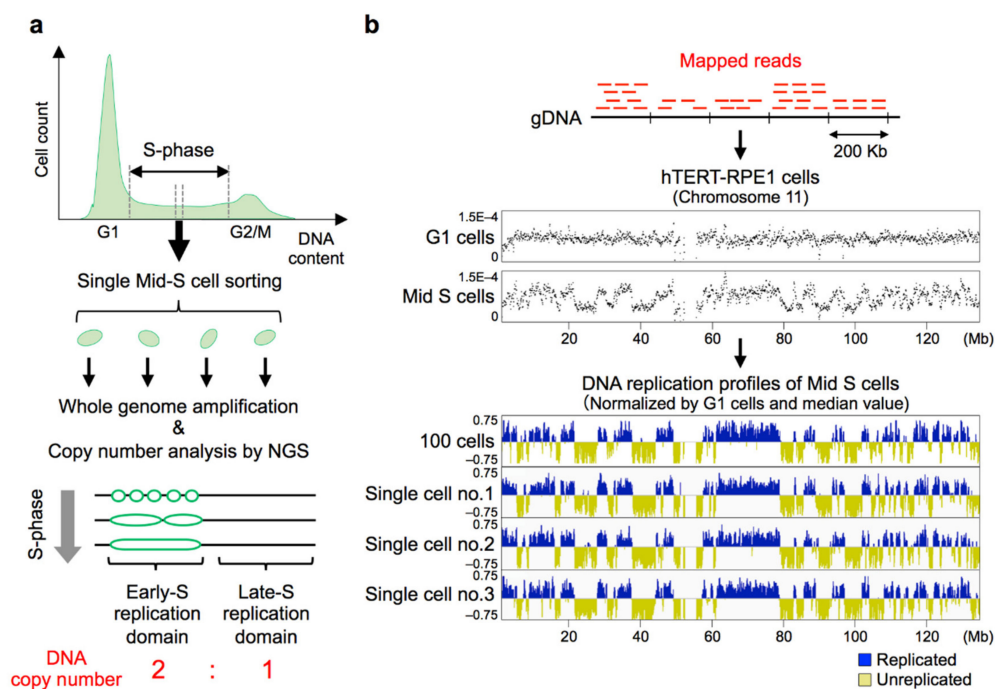 a
Cell count
S-phase
G1
G2/M
DNA
content
Single Mid-S cell sorting
Whole genome amplification
&
Copy number analysis by NGS
S-phase
Early-S
replication
domain
Late-S
replication
domain
DNA
copy number
2 : 1
b
Mapped reads
gDNA
200 Kb
hTERT-RPE1 cells
(Chromosome 11)
1.5E–4
G1 cells
0
1.5E–4
Mid S cells
0
20 40 60 80 100 120 (Mb)
DNA replication profiles of Mid S cells
(Normalized by G1 cells and median value)
0.75
100 cells
–0.75
0.75
Single cell no.1
–0.75
0.75
Single cell no.2
–0.75
0.75
Single cell no.3
–0.75
20 40 60 80 100 120 (Mb)
Replicated
Unreplicated